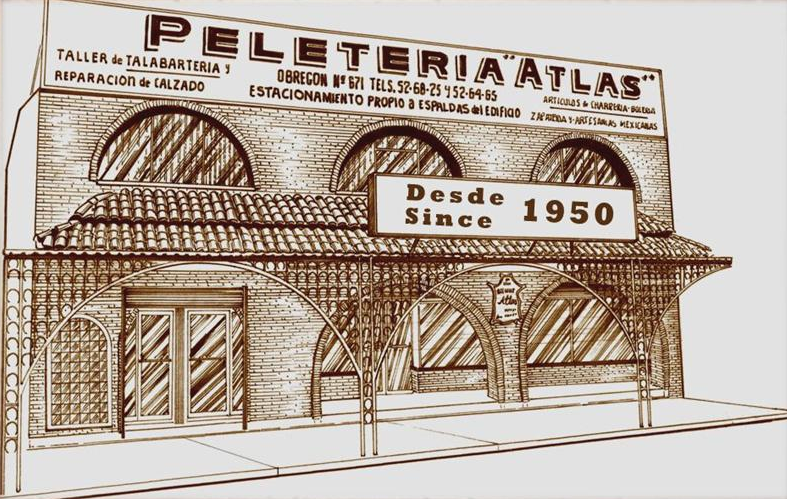 PELETERIA "ATLAS"
TALLER de TALABARTERIA y
REPARACION de CALZADO
OBREGON Nº 671 TELS. 52-68-25 y 52-64-65
ESTACIONAMIENTO PROPIO a ESPALDAS del EDIFICIO
ARTICULOS de CHARRERIA-
ZAPATERIA Y-ARTESANIAS MEXICANAS
Desde
Since 1950
Atlas